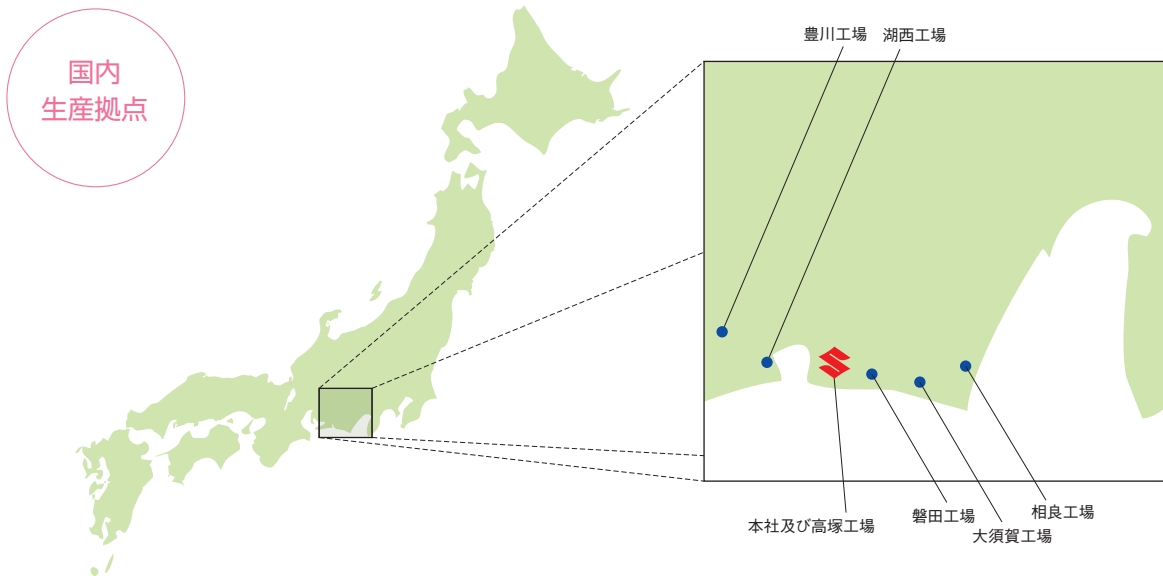 国内
生産拠点
豊川工場
湖西工場
本社及び高塚工場
磐田工場
大須賀工場
相良工場